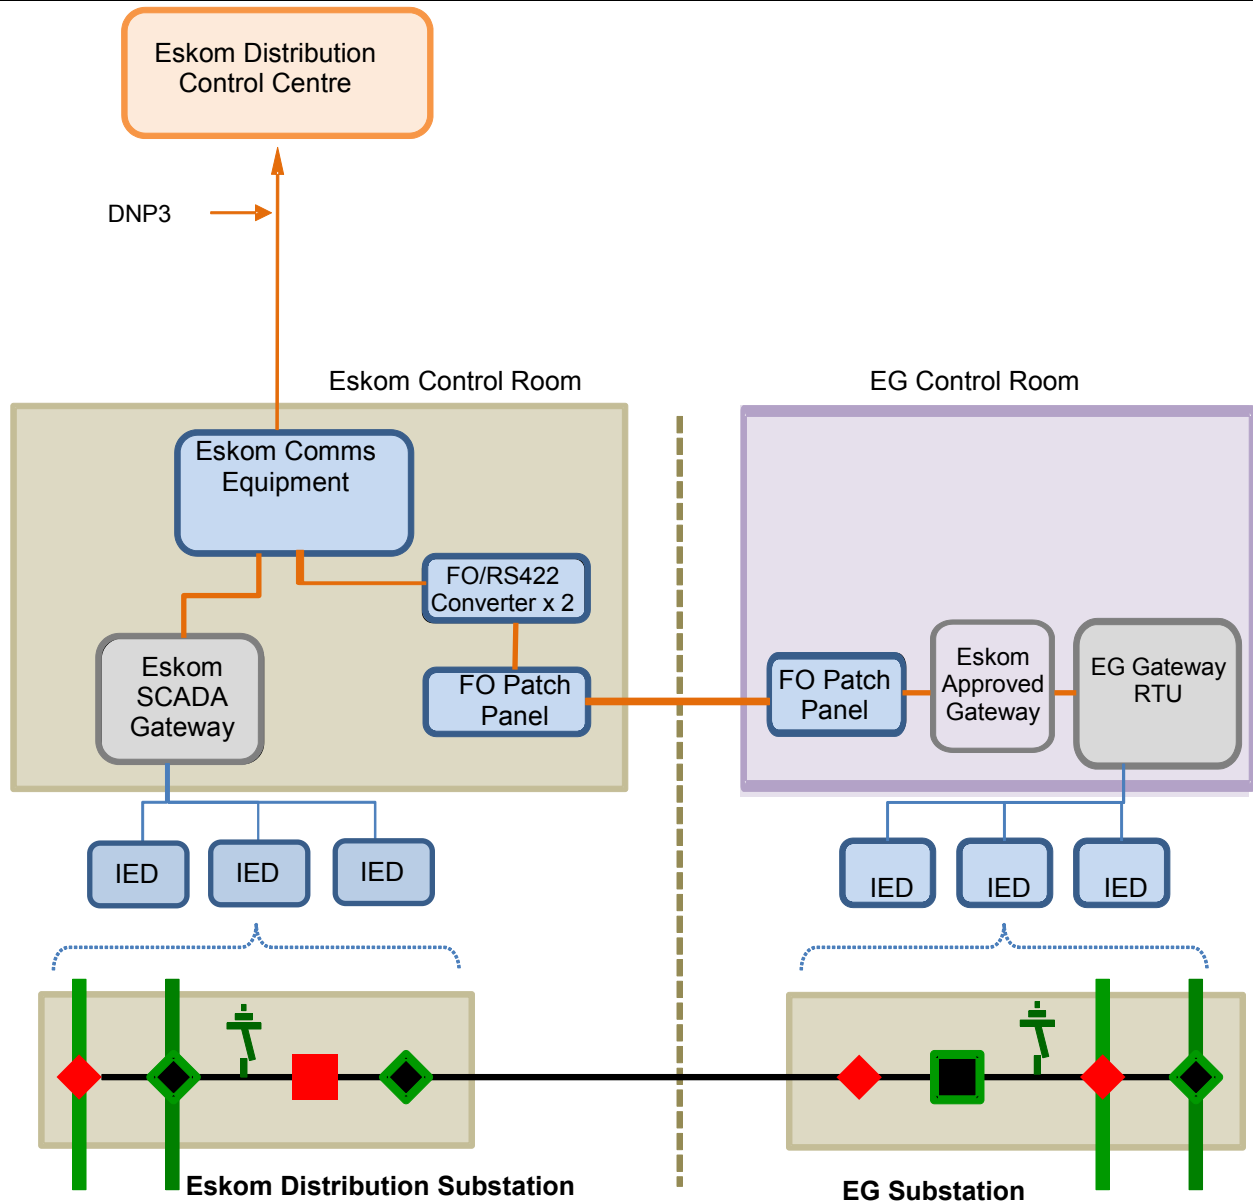 Eskom Distribution
Control Centre
DNP3
Eskom Control Room
EG Control Room
Eskom Comms
Equipment
FO/RS422
Converter x 2
Eskom
SCADA
Gateway
FO Patch
Panel
FO Patch
Panel
Eskom
Approved
Gateway
EG Gateway
RTU
IED
IED
IED
IED
IED
IED
Eskom Distribution Substation
EG Substation